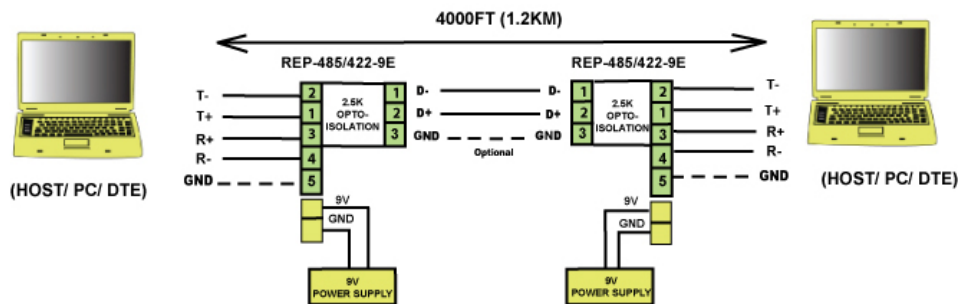 4000FT (1.2KM)
REP-485/422-9E
REP-485/422-9E
T-
T+
R+
R-
GND
2
1
3
4
5
2.5K
OPTO-
ISOLATION
1
2
3
D-
D+
GND
Optional
D-
D+
GND
1
2
3
2.5K
OPTO-
ISOLATION
2
1
3
4
5
T-
T+
R+
R-
GND
(HOST/ PC/ DTE)
(HOST/ PC/ DTE)
9V
GND
9V
POWER SUPPLY
9V
GND
9V
POWER SUPPLY